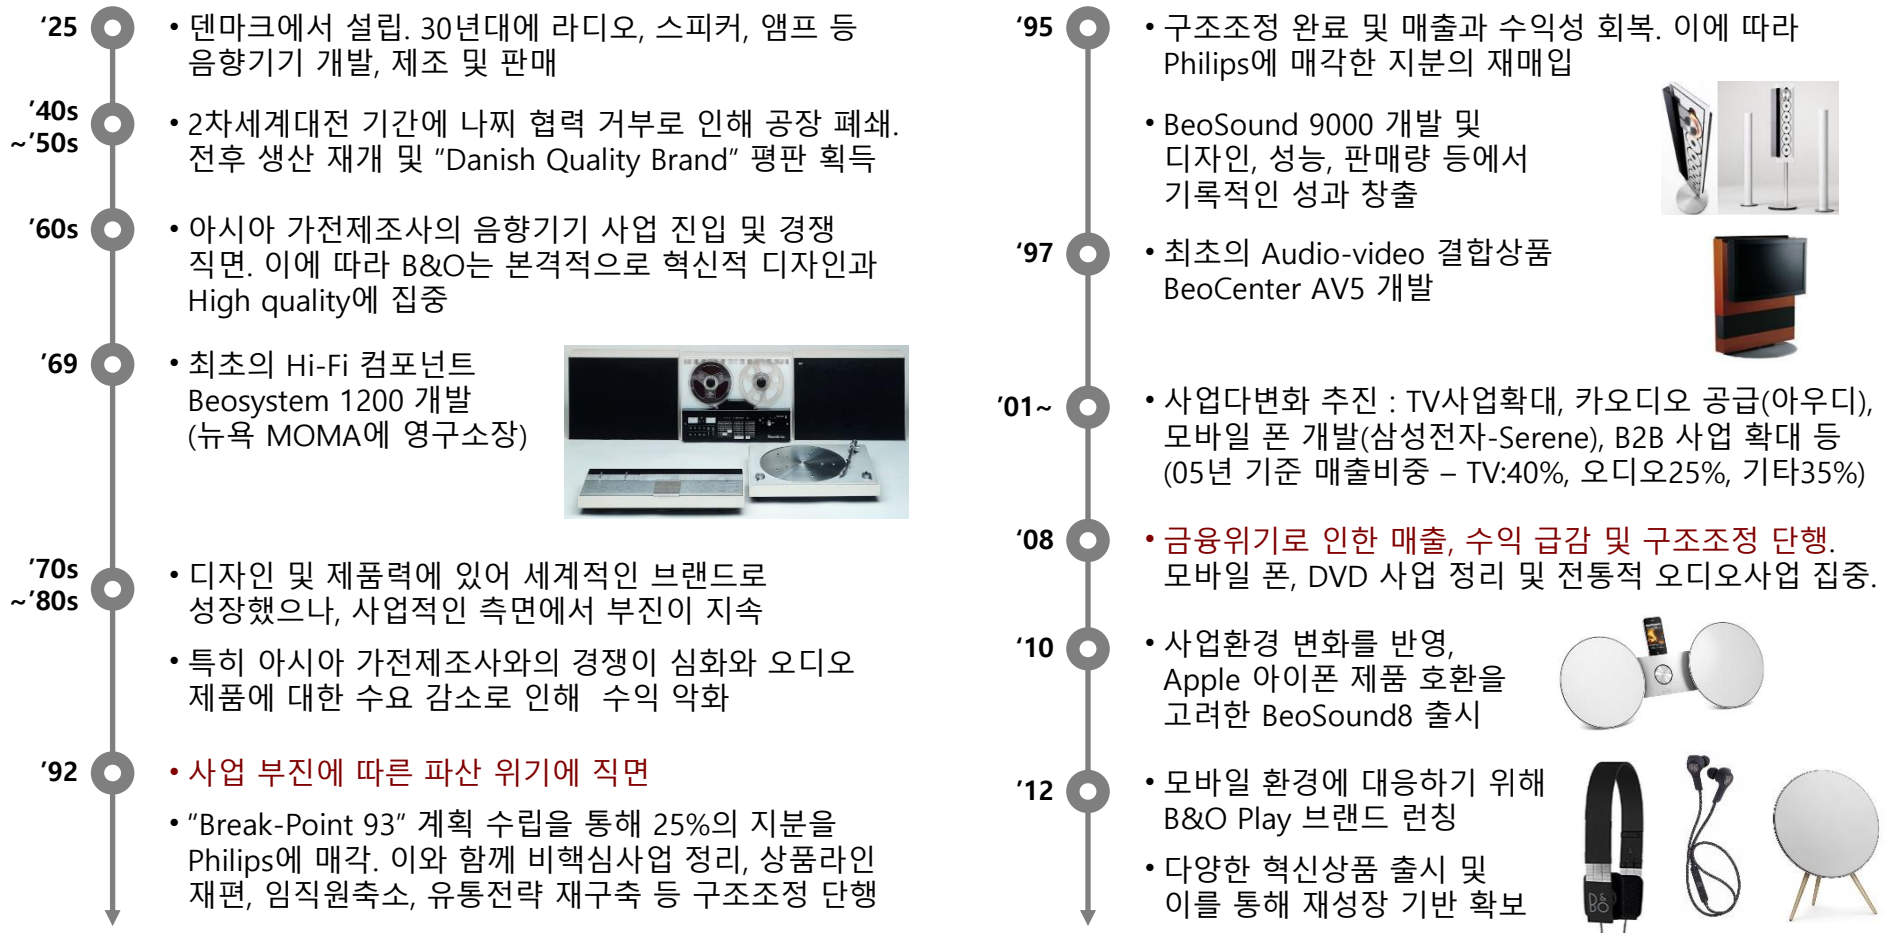 '25
• 덴마크에서 설립. 30년대에 라디오, 스피커, 앰프 등
음향기기 개발, 제조 및 판매
'40s
~'50s
• 2차세계대전 기간에 나찌 협력 거부로 인해 공장 폐쇄.
전후 생산 재개 및 "Danish Quality Brand" 평판 획득
'60s
• 아시아 가전제조사의 음향기기 사업 진입 및 경쟁
직면. 이에 따라 B&O는 본격적으로 혁신적 디자인과
High quality에 집중
'69
• 최초의 Hi-Fi 컴포넌트
Beosystem 1200 개발
(뉴욕 MOMA에 영구소장)
'70s
~'80s
• 디자인 및 제품력에 있어 세계적인 브랜드로
성장했으나, 사업적인 측면에서 부진이 지속
• 특히 아시아 가전제조사와의 경쟁이 심화와 오디오
제품에 대한 수요 감소로 인해 수익 악화
'92
• 사업 부진에 따른 파산 위기에 직면
• "Break-Point 93" 계획 수립을 통해 25%의 지분을
Philips에 매각. 이와 함께 비핵심사업 정리, 상품라인
재편, 임직원축소, 유통전략 재구축 등 구조조정 단행
'95
• 구조조정 완료 및 매출과 수익성 회복. 이에 따라
Philips에 매각한 지분의 재매입
• BeoSound 9000 개발 및
디자인, 성능, 판매량 등에서
기록적인 성과 창출
'97
• 최초의 Audio-video 결합상품
BeoCenter AV5 개발
'01~
• 사업다변화 추진 : TV사업확대, 카오디오 공급(아우디),
모바일 폰 개발(삼성전자-Serene), B2B 사업 확대 등
(05년 기준 매출비중 – TV:40%, 오디오25%, 기타35%)
'08
• 금융위기로 인한 매출, 수익 급감 및 구조조정 단행.
모바일 폰, DVD 사업 정리 및 전통적 오디오사업 집중.
'10
• 사업환경 변화를 반영,
Apple 아이폰 제품 호환을
고려한 BeoSound8 출시
'12
• 모바일 환경에 대응하기 위해
B&O Play 브랜드 런칭
• 다양한 혁신상품 출시 및
이를 통해 재성장 기반 확보
B&O